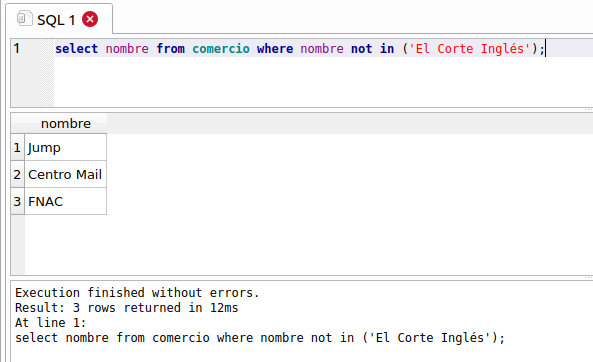 SQL 1
1 select nombre from comercio where nombre not in ('El Corte Inglés');
nombre
1 Jump
2 Centro Mail
3 FNAC
Execution finished without errors.
Result: 3 rows returned in 12ms
At line 1:
select nombre from comercio where nombre not in ('El Corte Inglés');